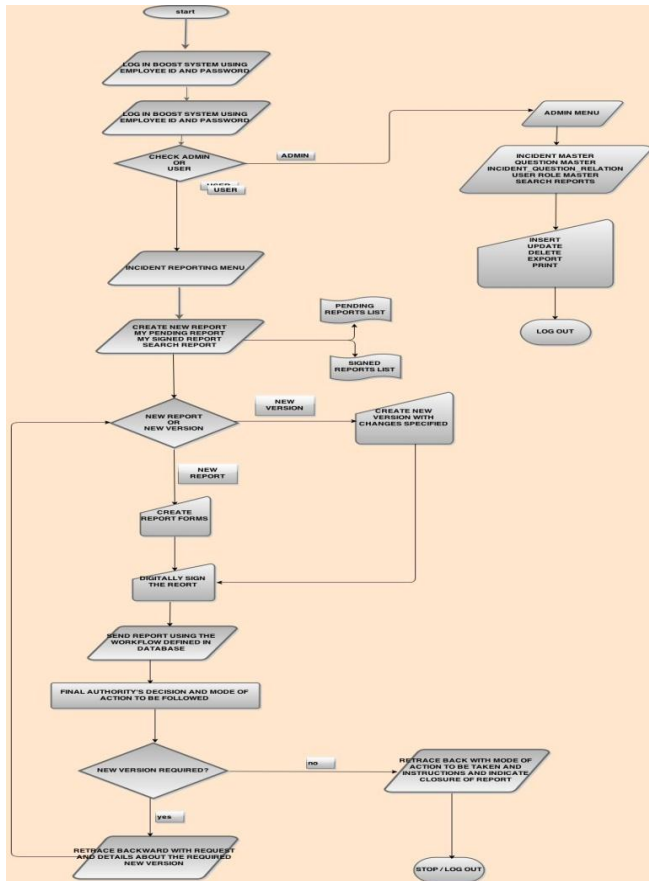 start
LOG IN BOOST SYSTEM USING
EMPLOYEE ID AND PASSWORD
LOG IN BOOST SYSTEM USING
EMPLOYEE ID AND PASSWORD
CHECK ADMIN
OR
USER
ADMIN
ADMIN MENU
INCIDENT MASTER
QUESTION MASTER
INCIDENT_QUESTION_RELATION
USER ROLE MASTER
SEARCH REPORTS
INSERT
UPDATE
DELETE
EXPORT
PRINT
LOG OUT
USER
USER
INCIDENT REPORTING MENU
CREATE NEW REPORT
MY PENDING REPORT
MY SIGNED REPORT
SEARCH REPORT
PENDING
REPORTS LIST
SIGNED
REPORTS LIST
NEW REPORT
OR
NEW VERSION
NEW
VERSION
CREATE NEW
VERSION WITH
CHANGES SPECIFIED
NEW
REPORT
CREATE
REPORT FORMS
DIGITALLY SIGN
THE REORT
SEND REPORT USING THE
WORKFLOW DEFINED IN
DATABASE
FINAL AUTHORITY'S DECISION AND MODE OF
ACTION TO BE FOLLOWED
NEW VERSION REQUIRED?
no
RETRACE BACK WITH MODE OF
ACTION TO BE TAKEN AND
INSTRUCTIONS AND INDICATE
CLOSURE OF REPORT
yes
RETRACE BACKWARD WITH REQUEST
AND DETAILS ABOUT THE REQUIRED
NEW VERSION
STOP / LOG OUT